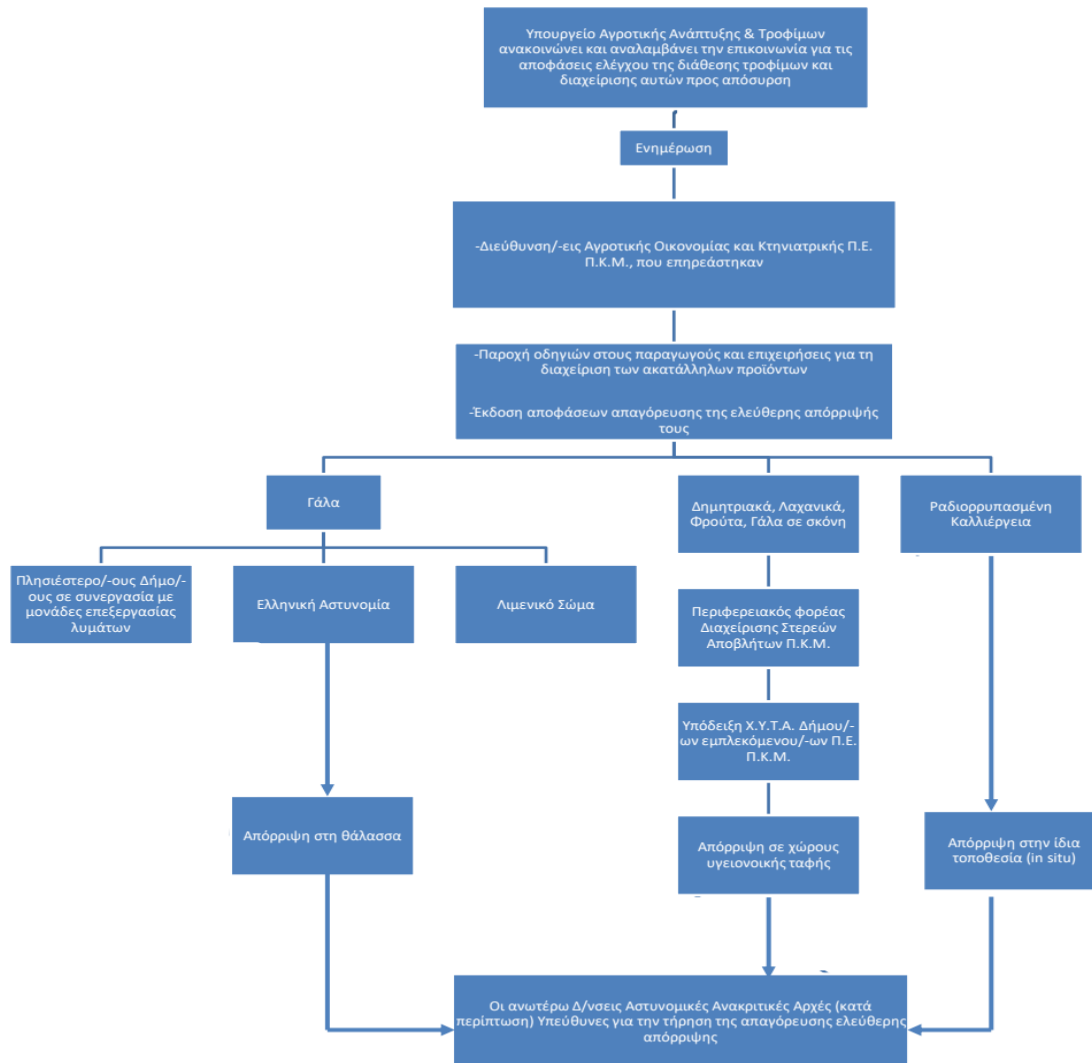 Υπουργείο Αγροτικής Ανάπτυξης & Τροφίμων
ανακοινώνει και αναλαμβάνει την επικοινωνία για τις
αποφάσεις ελέγχου της διάθεσης τροφίμων και
διαχείρισης αυτών προς απόσυρση
Ενημέρωση
-Διεύθυνση/-εις Αγροτικής Οικονομίας και Κτηνιατρικής Π.Ε.
Π.Κ.Μ., που επηρεάστηκαν
-Παροχή οδηγιών στους παραγωγούς και επιχειρήσεις για τη
διαχείριση των ακατάλληλων προϊόντων
-Έκδοση αποφάσεων απαγόρευσης της ελεύθερης απόρριψής
τους
Γάλα
Δημητριακά, Λαχανικά,
Φρούτα, Γάλα σε σκόνη
Ραδιορρυπασμένη
Καλλιέργεια
Πλησιέστερο/-ους Δήμο/-
ους σε συνεργασία με
μονάδες επεξεργασίας
λυμάτων
Ελληνική Αστυνομία
Λιμενικό Σώμα
Περιφερειακός φορέας
Διαχείρισης Στερεών
Αποβλήτων Π.Κ.Μ.
Υπόδειξη Χ.Υ.Τ.Α. Δήμου/-
ων εμπλεκόμενου/-ων Π.Ε.
Π.Κ.Μ.
Απόρριψη στη θάλασσα
Απόρριψη σε χώρους
υγειονοικής ταφής
Απόρριψη στην ίδια
τοποθεσία (in situ)
Οι ανωτέρω Δ/νσεις Αστυνομικές Ανακριτικές Αρχές (κατά
περίπτωση) Υπεύθυνες για την τήρηση της απαγόρευσης ελεύθερης
απόρριψης